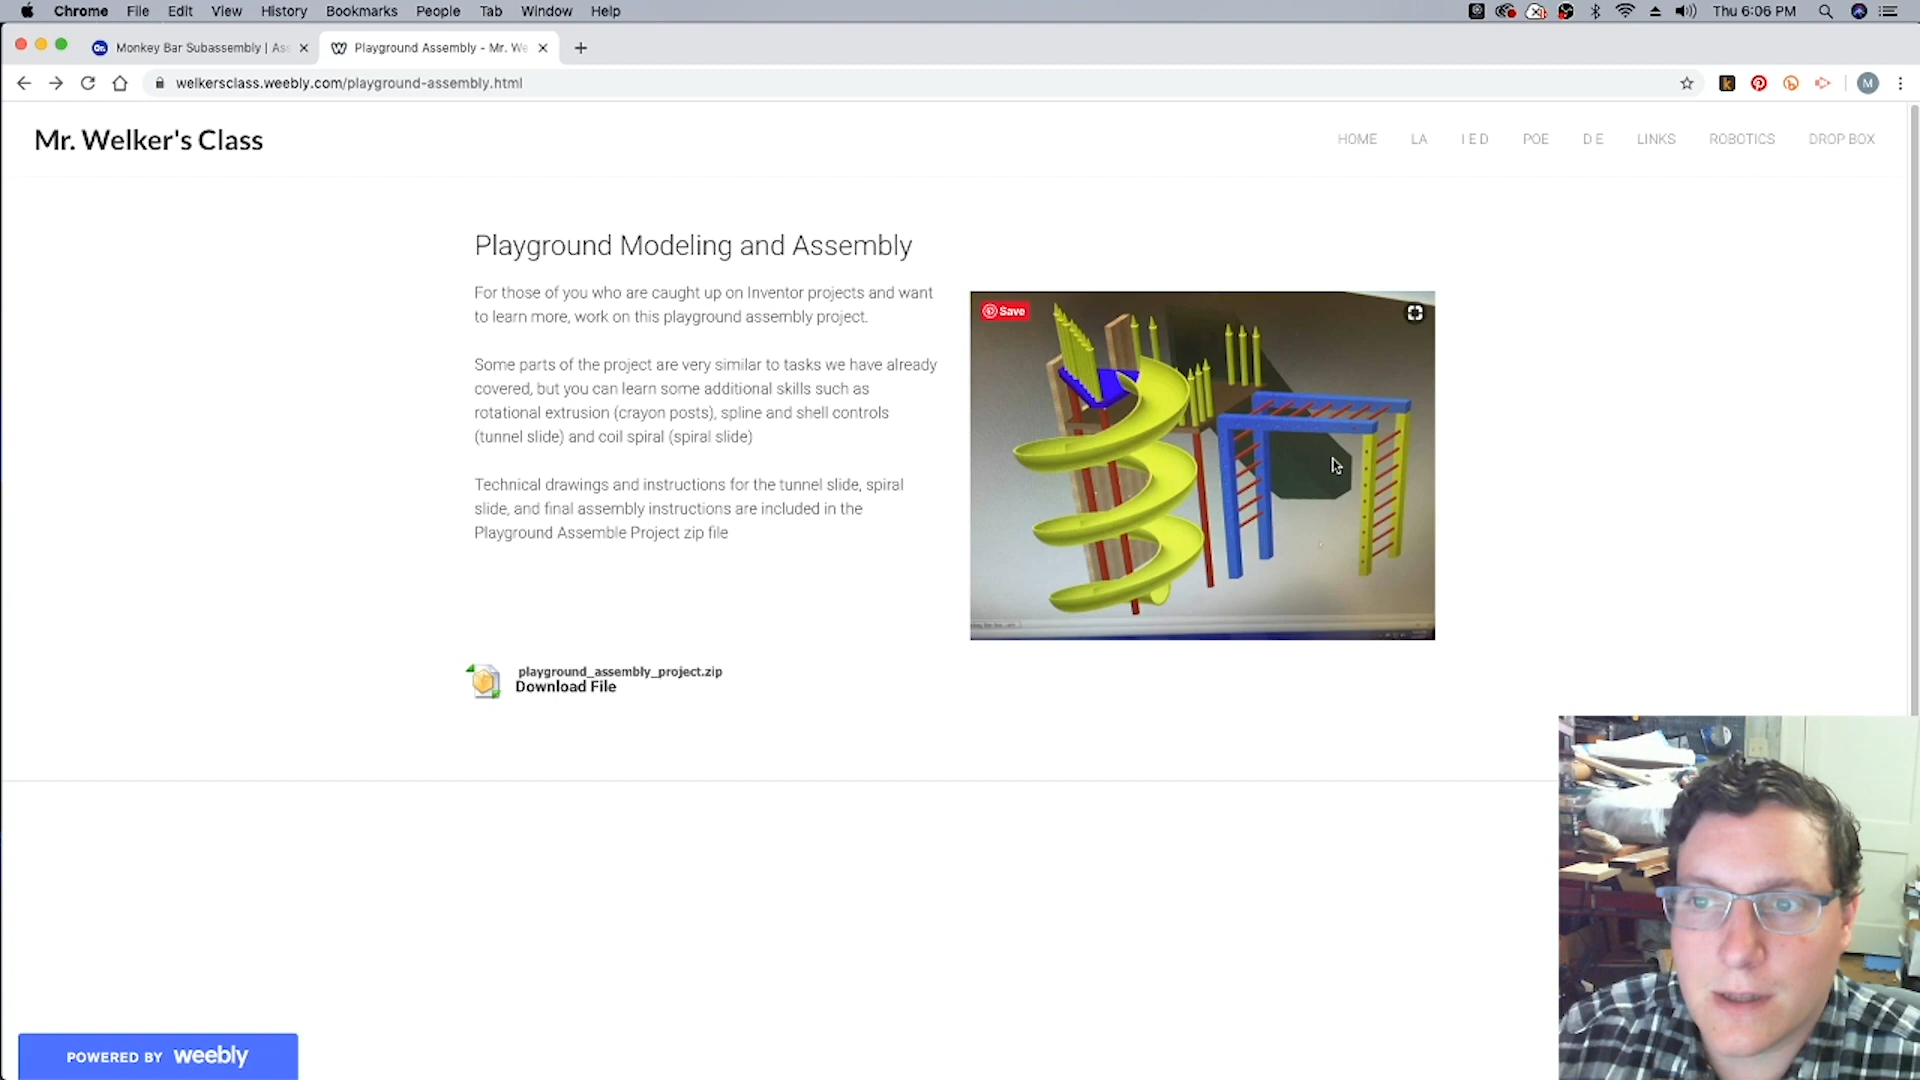 Chrome File Edit View History Bookmarks People Tab Window Help Thu 6:06 PM
Monkey Bar Subassembly | Ass Playground Assembly - Mr. We
welkersclass.weebly.com/playground-assembly.html M
Mr. Welker's Class HOME LA I E D POE D E LINKS ROBOTICS DROP BOX
Playground Modeling and Assembly
For those of you who are caught up on Inventor projects and want
to learn more, work on this playground assembly project.
Some parts of the project are very similar to tasks we have already
covered, but you can learn some additional skills such as
rotational extrusion (crayon posts), spline and shell controls
(tunnel slide) and coil spiral (spiral slide)
Technical drawings and instructions for the tunnel slide, spiral
slide, and final assembly instructions are included in the
Playground Assemble Project zip file
Save
playground_assembly_project.zip
Download File
POWERED BY weebly